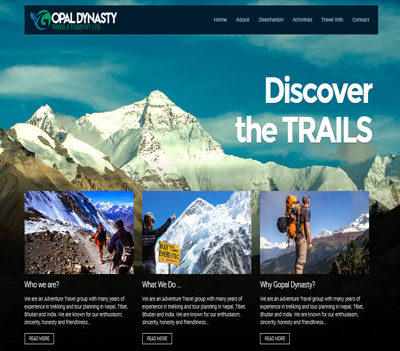 GOPAL DYNASTY
TRAVEL & TOURS PVT. LTD
Home About Destination Activities Travel Info Contact
Discover
the TRAILS
WAY TO
EVEREST B.C.
Who we are?
We are an Adventure Travel group with many years of
experience in trekking and tour planning in Nepal, Tibet,
Bhutan and India. We are known for our enthusiasm,
sincerity, honesty and friendliness...
READ MORE
What We Do ...
We are an Adventure Travel group with many years of
experience in trekking and tour planning in Nepal, Tibet,
Bhutan and India. We are known for our enthusiasm,
sincerity, honesty and friendliness...
READ MORE
Why Gopal Dynasty?
We are an Adventure Travel group with many years of
experience in trekking and tour planning in Nepal, Tibet,
Bhutan and India. We are known for our enthusiasm,
sincerity, honesty and friendliness...
READ MORE